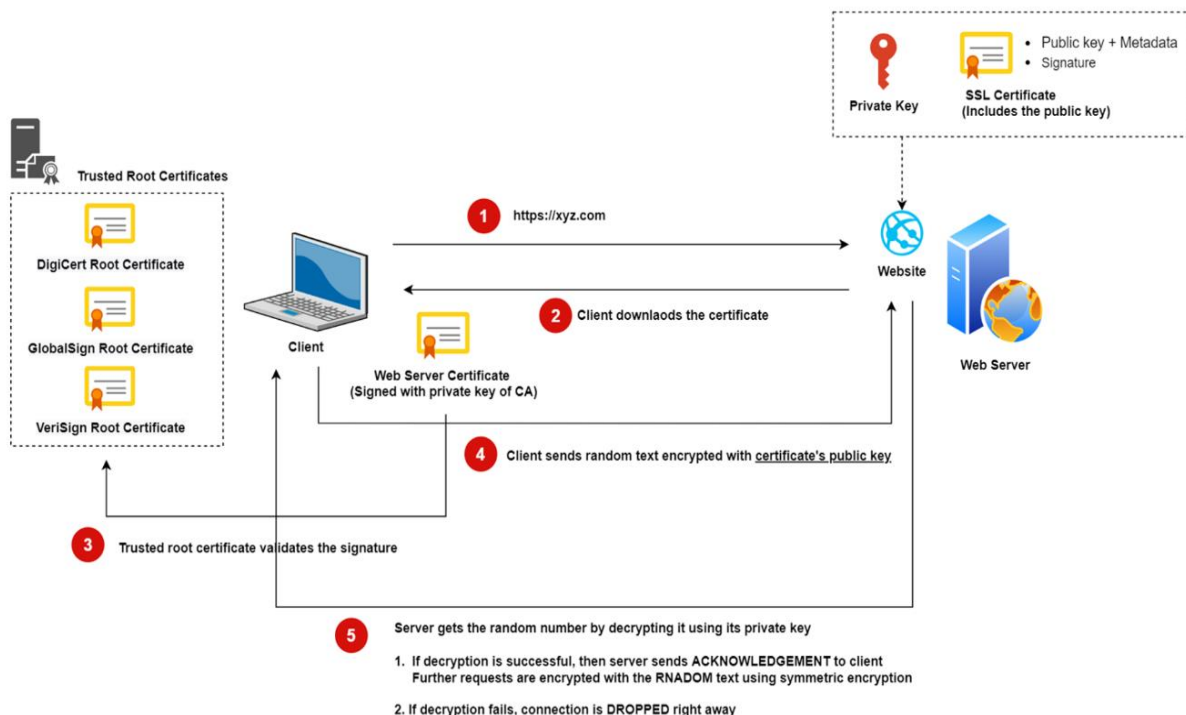 Public key + Metadata
Signature
Private Key
SSL Certificate
(Includes the public key)
Trusted Root Certificates
DigiCert Root Certificate
GlobalSign Root Certificate
VeriSign Root Certificate
1
https://xyz.com
Website
Web Server
2
Client downlaods the certificate
Client
Web Server Certificate
(Signed with private key of CA)
4
Client sends random text encrypted with certificate's public key
3
Trusted root certificate validates the signature
5
Server gets the random number by decrypting it using its private key
1. If decryption is successful, then server sends ACKNOWLEDGEMENT to client
Further requests are encrypted with the RNADOM text using symmetric encryption
2. If decryption fails, connection is DROPPED right away